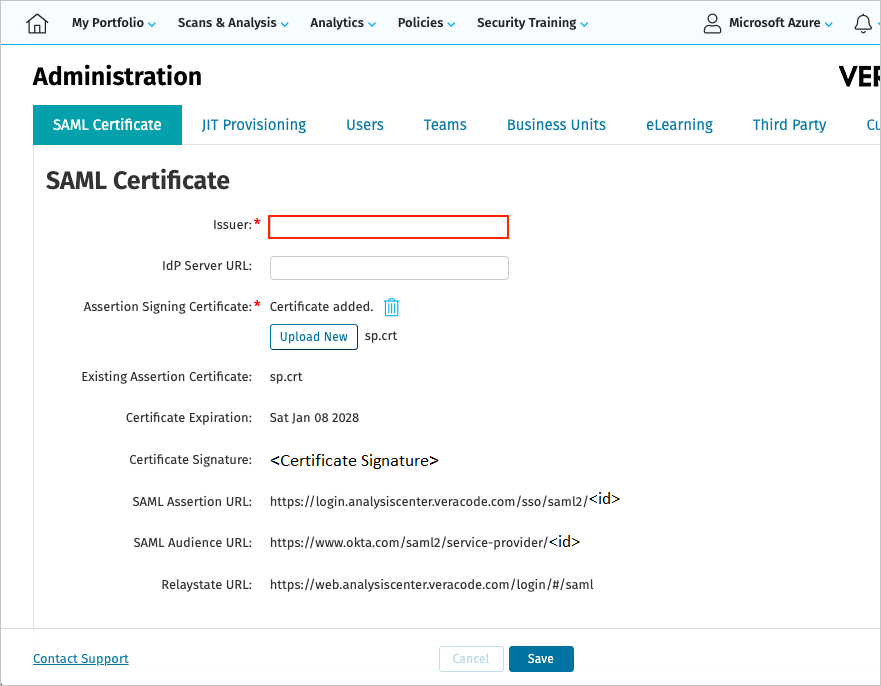 My Portfolio Scans & Analysis Analytics Policies Security Training Microsoft Azure
Administration
SAML Certificate JIT Provisioning Users Teams Business Units eLearning Third Party
SAML Certificate
Issuer:*
IdP Server URL:
Assertion Signing Certificate:* Certificate added.
Upload New sp.crt
Existing Assertion Certificate: sp.crt
Certificate Expiration: Sat Jan 08 2028
Certificate Signature: <Certificate Signature>
SAML Assertion URL: https://login.analysiscenter.veracode.com/sso/saml2/<id>
SAML Audience URL: https://www.okta.com/saml2/service-provider/<id>
Relaystate URL: https://web.analysiscenter.veracode.com/login/#/saml
Contact Support Cancel Save